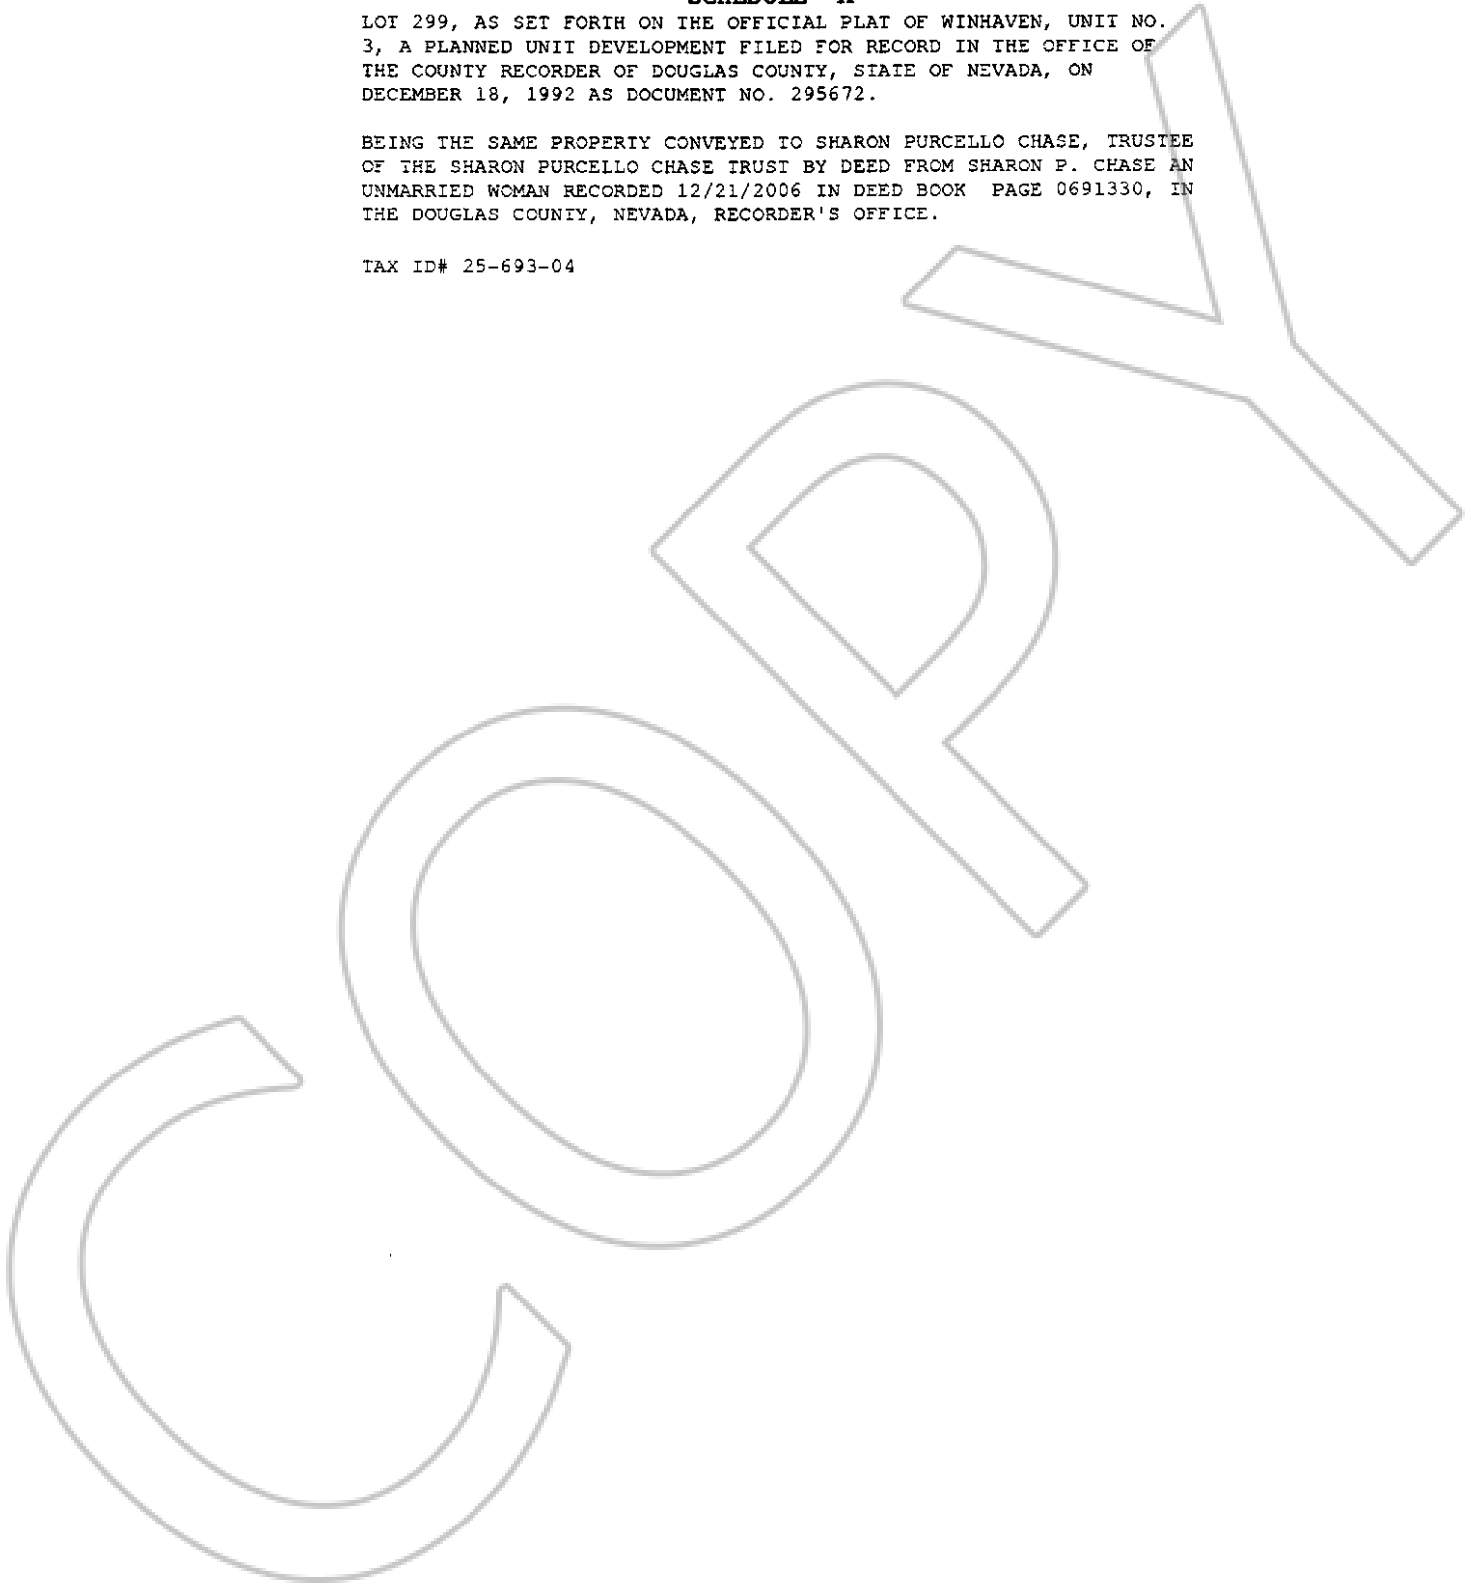 SCHEDULE "A"
LOT 299, AS SET FORTH ON THE OFFICIAL PLAT OF WINHAVEN, UNIT NO.
3, A PLANNED UNIT DEVELOPMENT FILED FOR RECORD IN THE OFFICE OF
THE COUNTY RECORDER OF DOUGLAS COUNTY, STATE OF NEVADA, ON
DECEMBER 18, 1992 AS DOCUMENT NO. 295672.
BEING THE SAME PROPERTY CONVEYED TO SHARON PURCELLO CHASE, TRUSTEE
OF THE SHARON PURCELLO CHASE TRUST BY DEED FROM SHARON P. CHASE AN
UNMARRIED WOMAN RECORDED 12/21/2006 IN DEED BOOK PAGE 0691330, IN
THE DOUGLAS COUNTY, NEVADA, RECORDER'S OFFICE.
TAX ID# 25-693-04
COPY